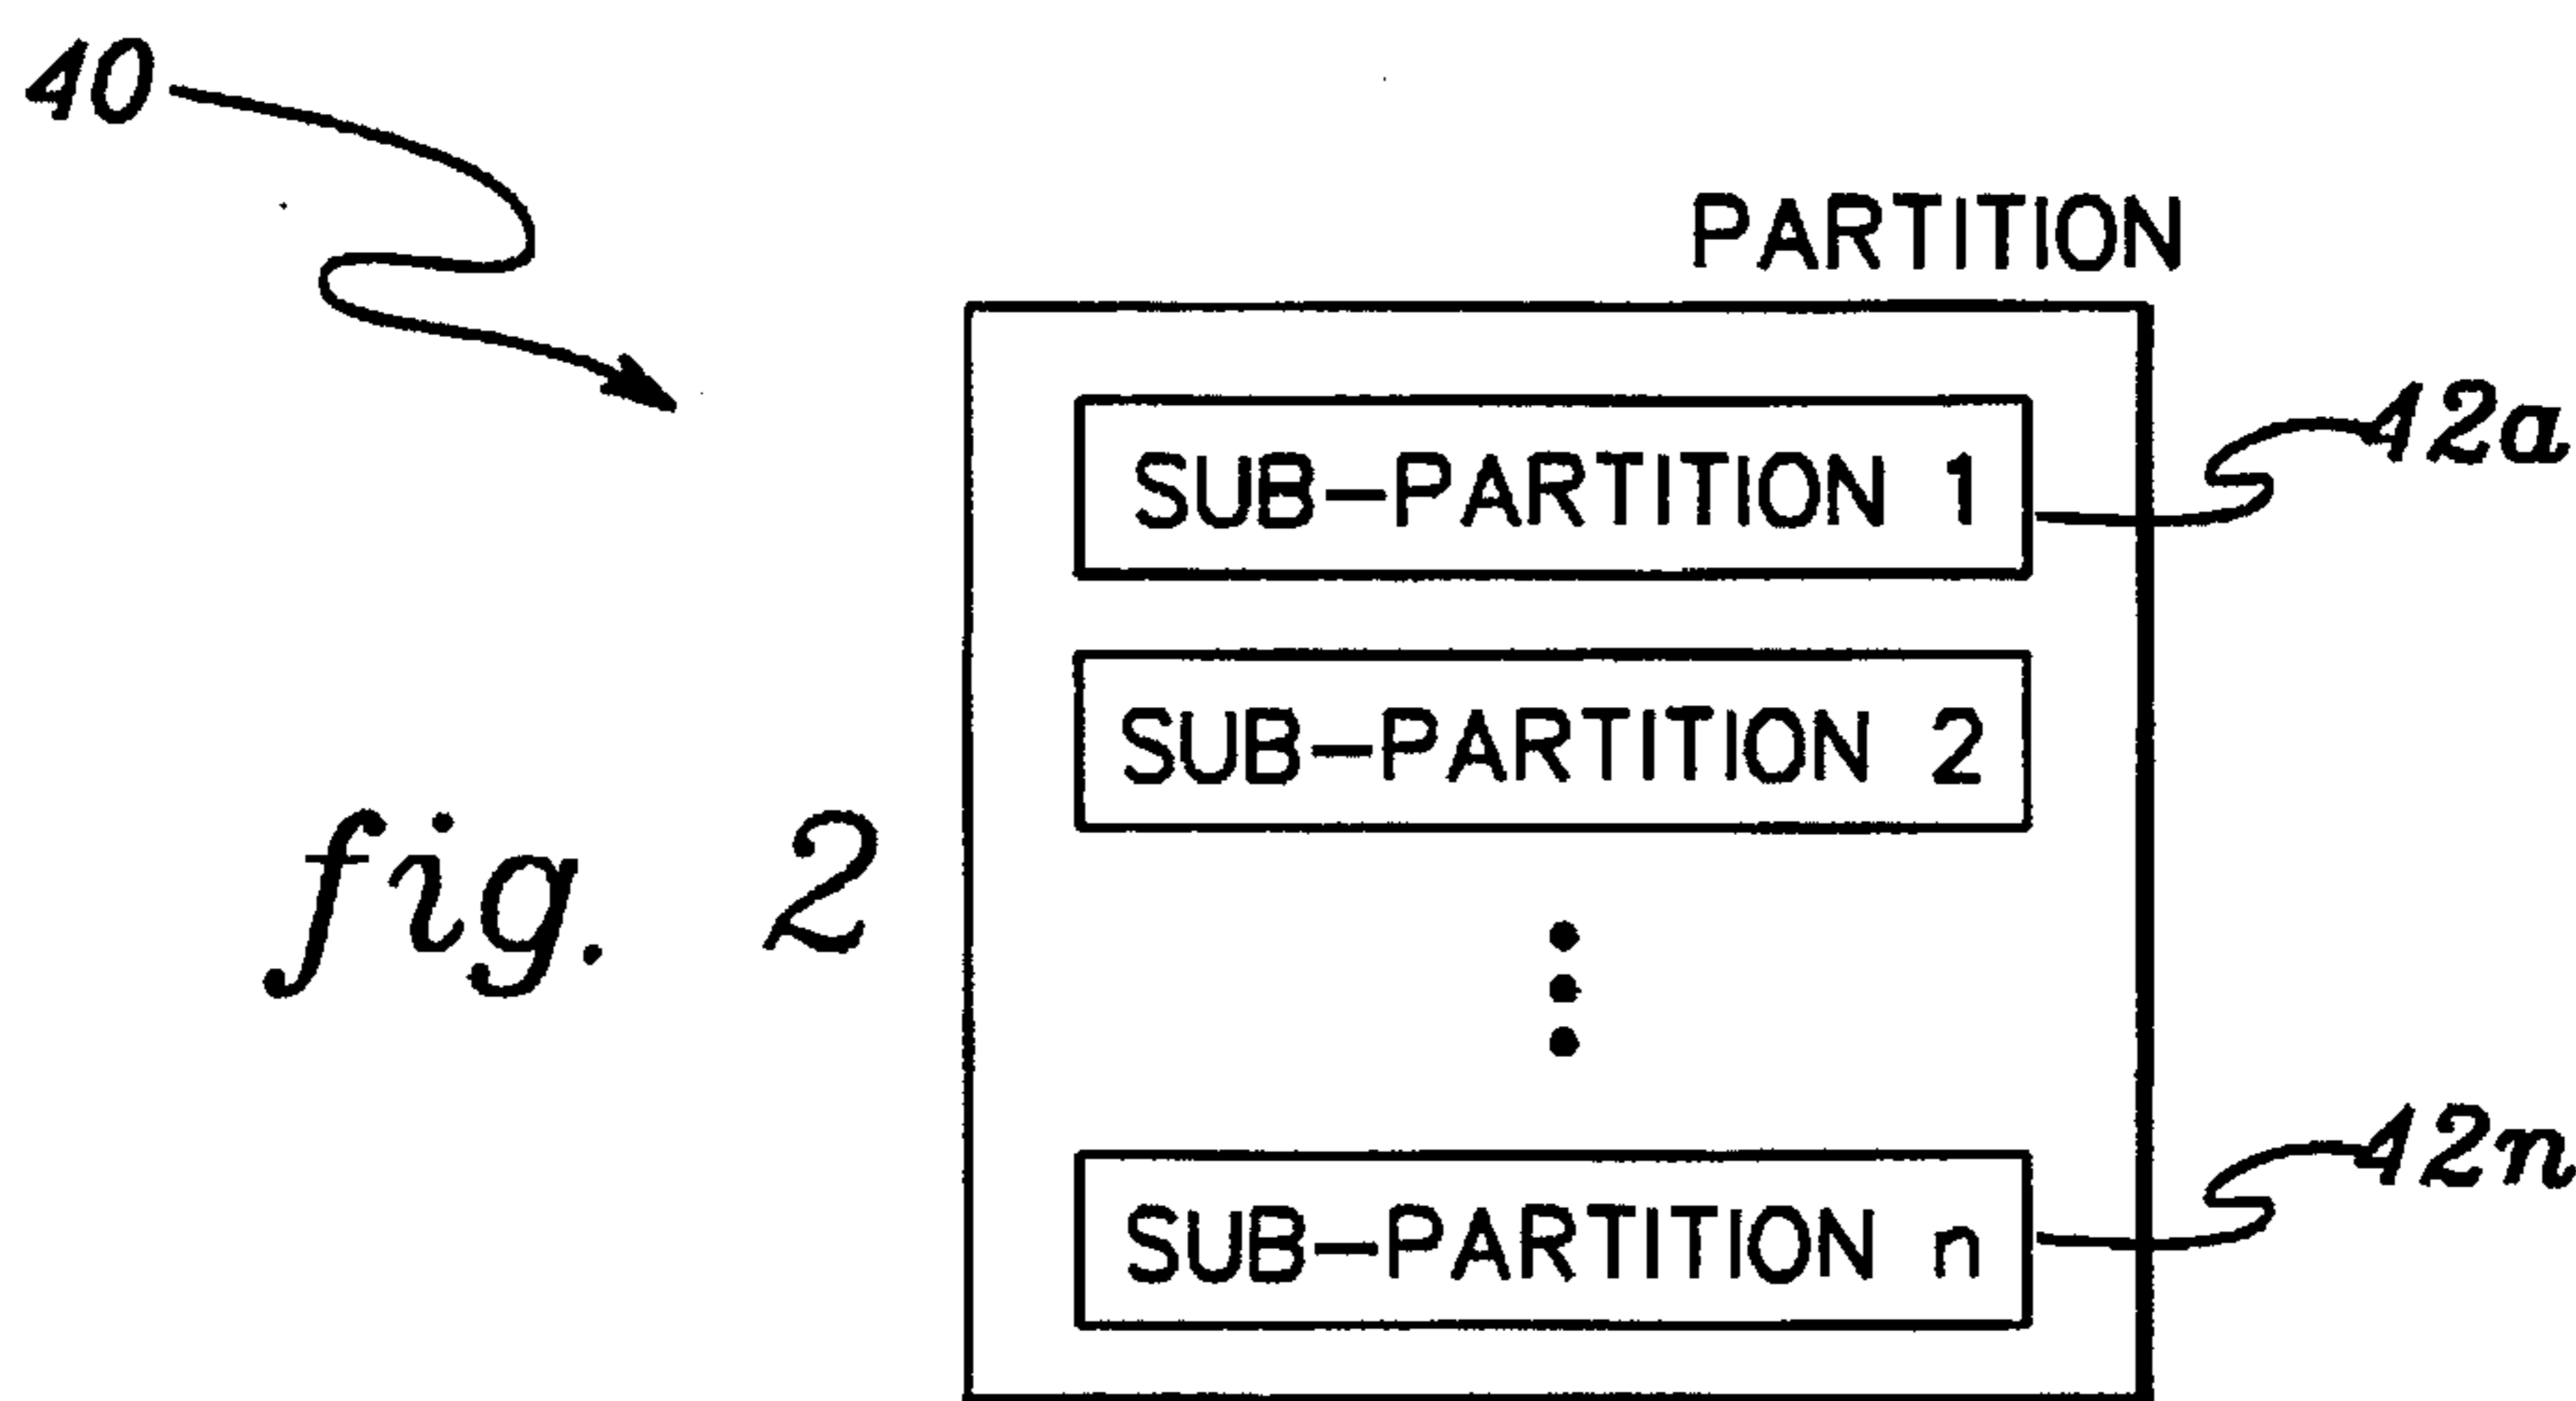 40
PARTITION
SUB-PARTITION 1
42a
SUB-PARTITION 2
fig. 2
SUB-PARTITION n
42n